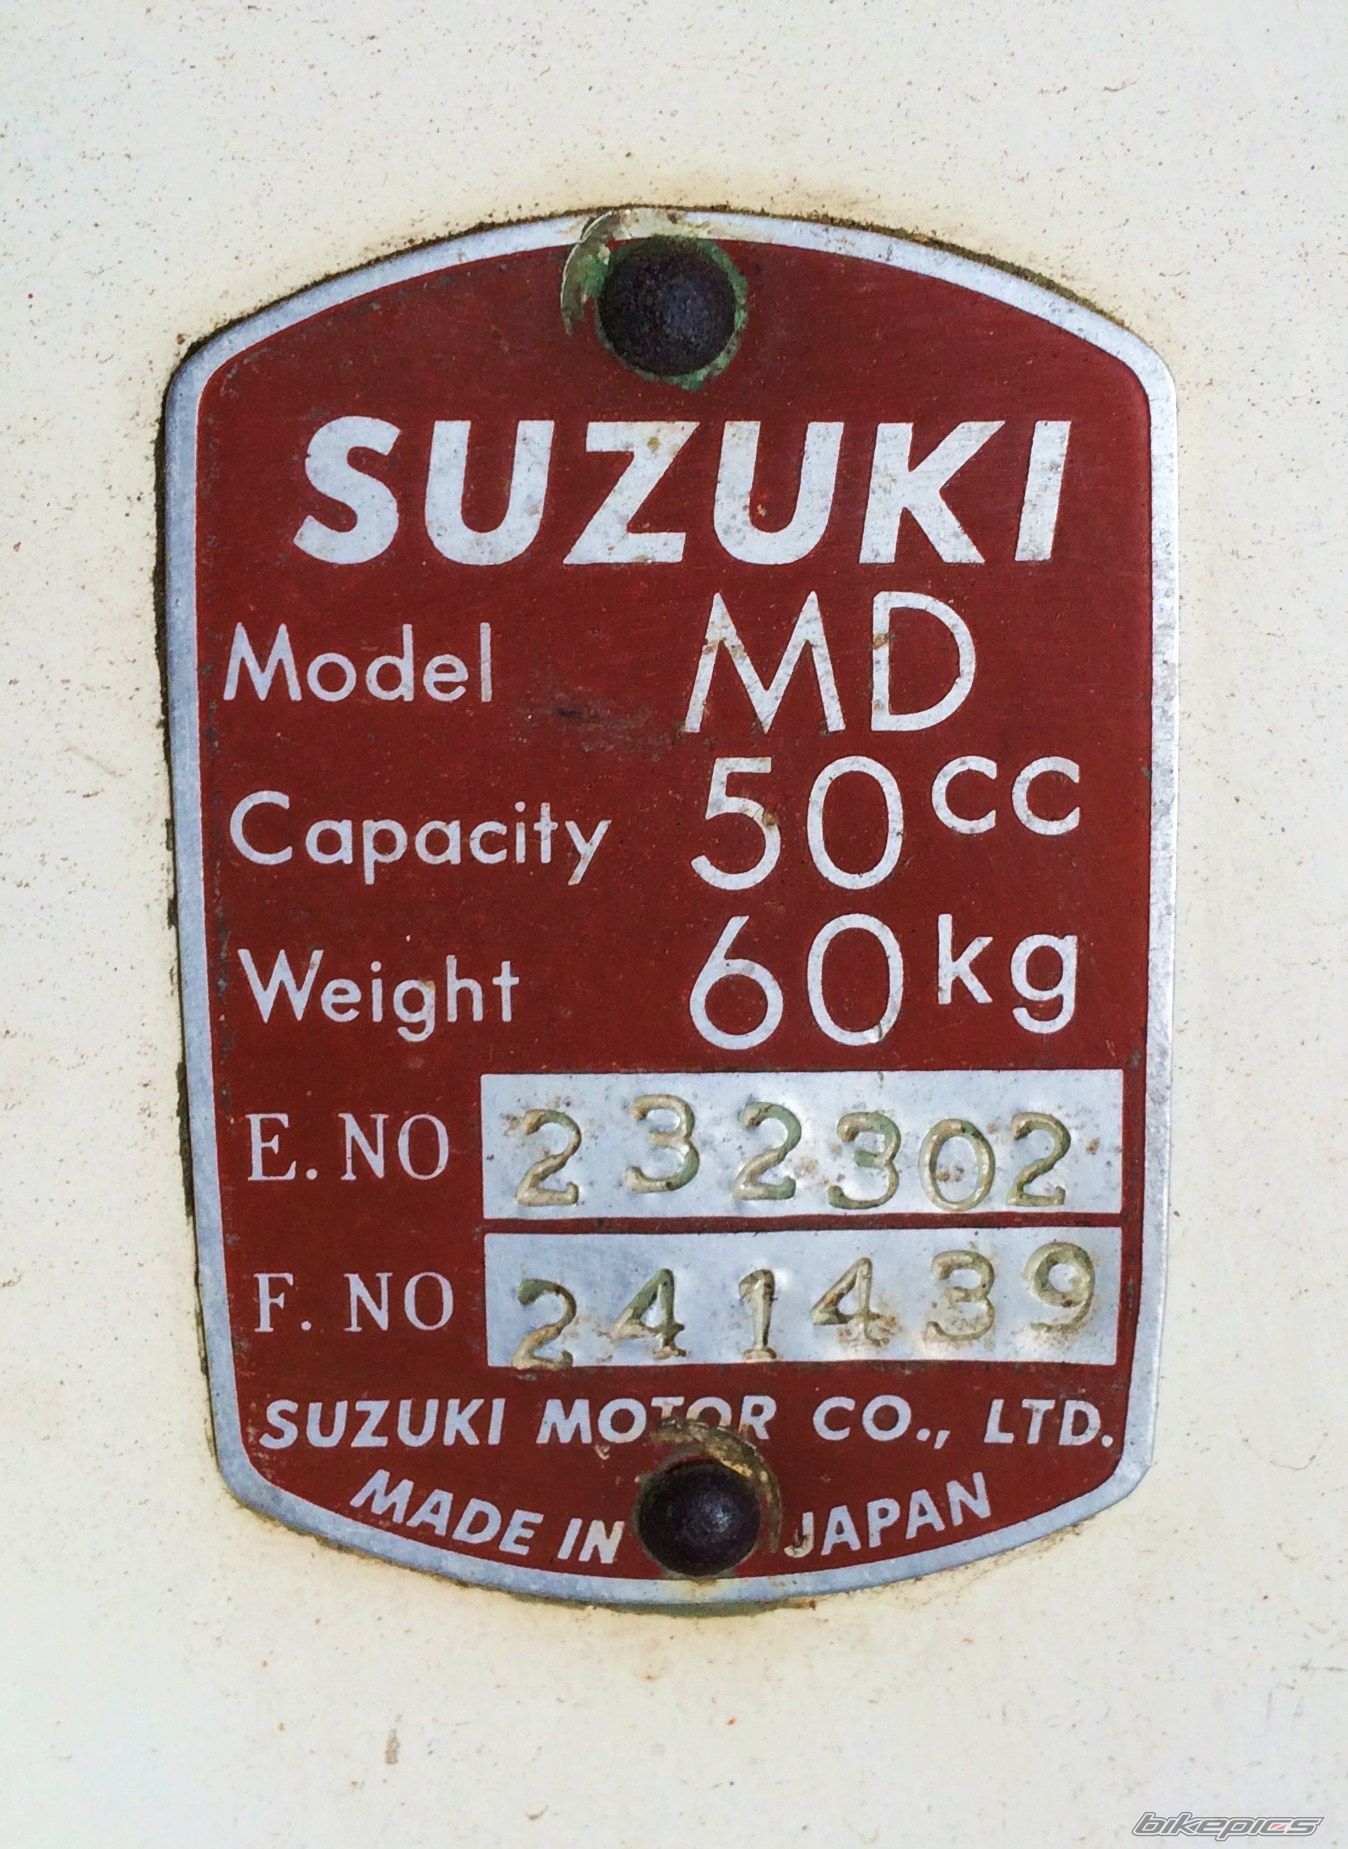 SUZUKI
Model MD
Capacity 50cc
Weight 60kg
E. NO 232302
F. NO 241439
SUZUKI MOTOR CO., LTD.
MADE IN JAPAN
bikepics